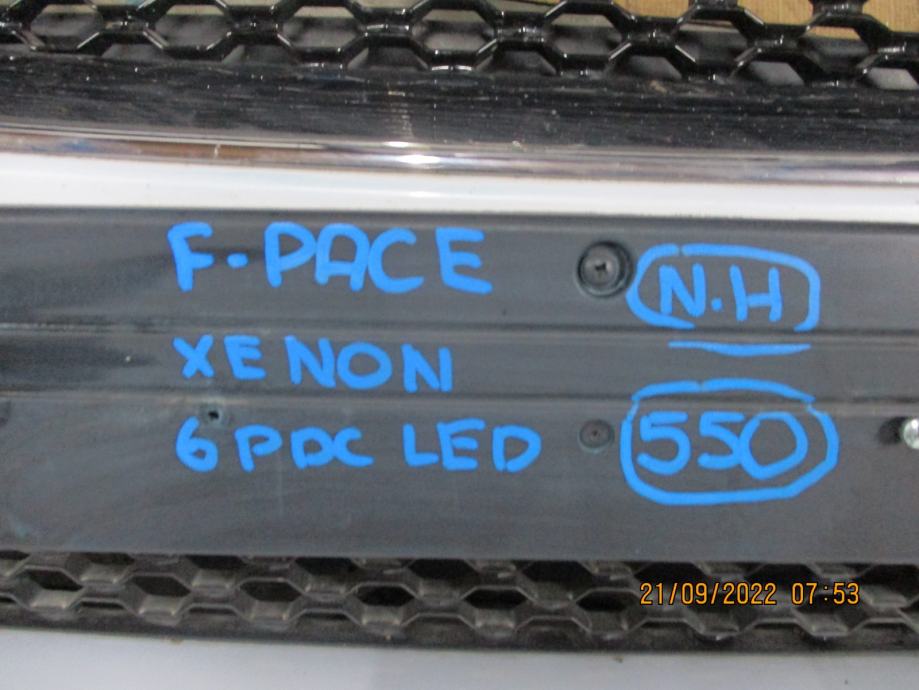 F-PACE N.H
XENON
6 PDC LED 550
21/09/2022 07:53